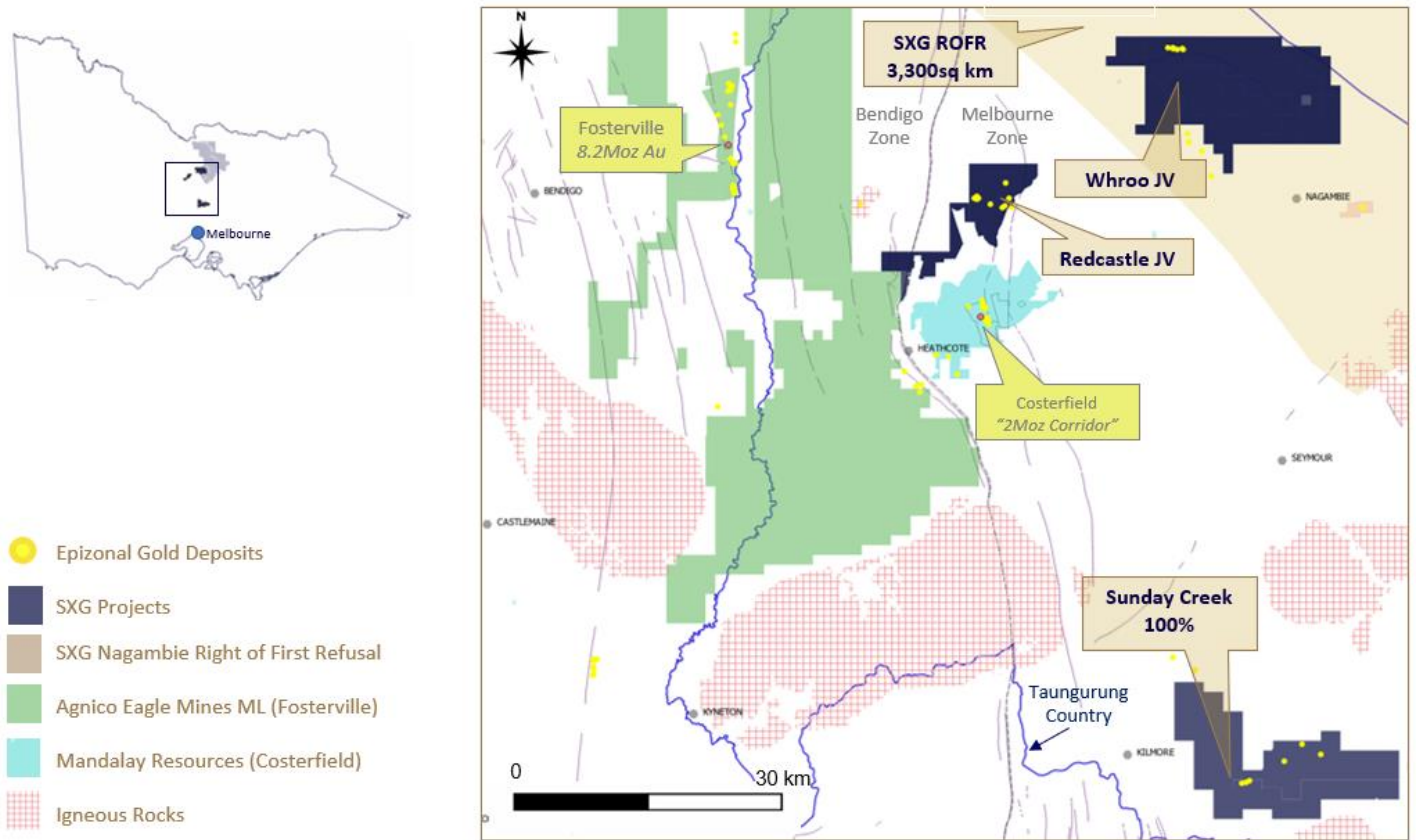 Melbourne
Epizonal Gold Deposits
SXG Projects
SXG Nagambie Right of First Refusal
Agnico Eagle Mines ML (Fosterville)
Mandalay Resources (Costerfield)
Igneous Rocks
N
SXG ROFR
3,300sq km
Fosterville
8.2Moz Au
Bendigo
Zone
Melbourne
Zone
BENDIGO
Whroo JV
NAGAMBIE
Redcastle JV
HEATHCOTE
Costerfield
"2Moz Corridor"
SEYMOUR
CASTLEMAINE
Sunday Creek
100%
Taungurung
Country
KYNETON
KILMORE
0
30 km